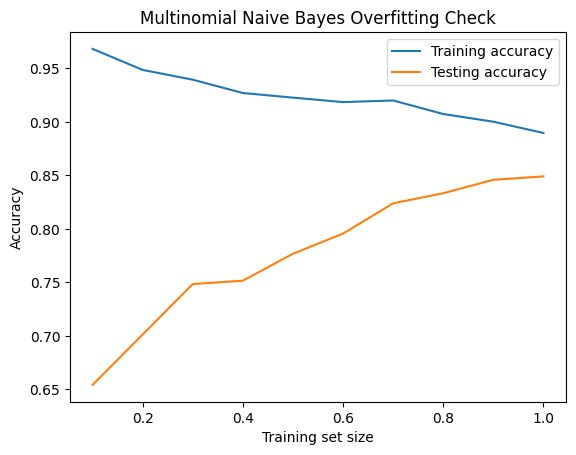 Multinomial Naive Bayes Overfitting Check
Training accuracy
Testing accuracy
Accuracy
0.95
0.90
0.85
0.80
0.75
0.70
0.65
0.2
0.4
0.6
0.8
1.0
Training set size